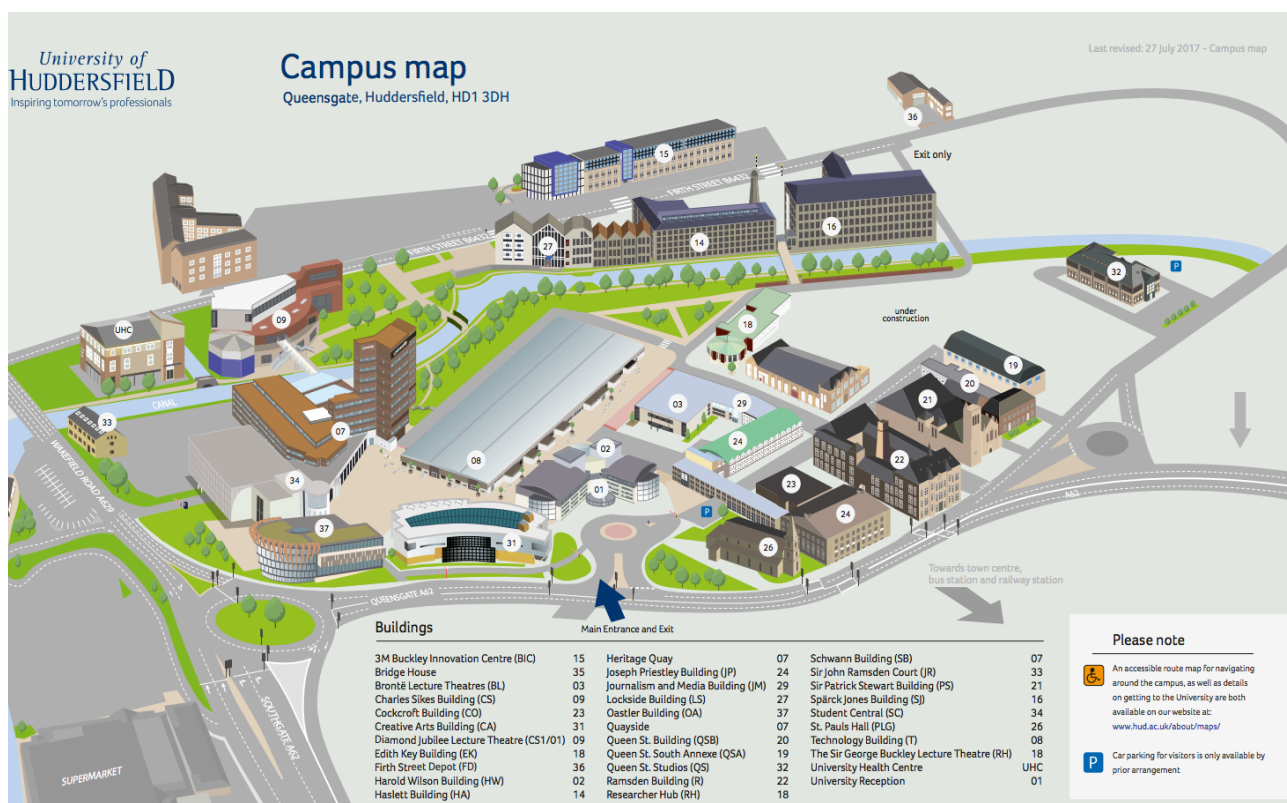 University of
HUDDERSFIELD
Inspiring tomorrow's professionals
Campus map
Queensgate, Huddersfield, HD1 3DH
Last revised: 27 July 2017 - Campus map
36
Exit only
15
FIRTH STREET B6432
16
14
27
FIRTH STREET B6432
32
P
09
UHC
18
under
construction
19
20
21
CANAL
03
29
33
07
24
02
08
22
WAKEFIELD ROAD A629
34
01
23
A62
37
31
P
24
26
Towards town centre,
bus station and railway station
QUEENSGATE A62
Main Entrance and Exit
SOUTHGATE A62
SUPERMARKET
Buildings
3M Buckley Innovation Centre (BIC) 15
Bridge House 35
Brontë Lecture Theatres (BL) 03
Charles Sikes Building (CS) 09
Cockcroft Building (CO) 23
Creative Arts Building (CA) 31
Diamond Jubilee Lecture Theatre (CS1/01) 09
Edith Key Building (EK) 18
Firth Street Depot (FD) 36
Harold Wilson Building (HW) 02
Haslett Building (HA) 14
Heritage Quay 07
Joseph Priestley Building (JP) 24
Journalism and Media Building (JM) 29
Lockside Building (LS) 27
Oastler Building (OA) 37
Quayside 07
Queen St. Building (QSB) 20
Queen St. South Annexe (QSA) 19
Queen St. Studios (QS) 32
Ramsden Building (R) 22
Researcher Hub (RH) 18
Schwann Building (SB) 07
Sir John Ramsden Court (JR) 33
Sir Patrick Stewart Building (PS) 21
Spärck Jones Building (SJ) 16
Student Central (SC) 34
St. Pauls Hall (PLG) 26
Technology Building (T) 08
The Sir George Buckley Lecture Theatre (RH) 18
University Health Centre UHC
University Reception 01
Please note
An accessible route map for navigating
around the campus, as well as details
on getting to the University are both
available on our website at:
www.hud.ac.uk/about/maps/
P
Car parking for visitors is only available by
prior arrangement